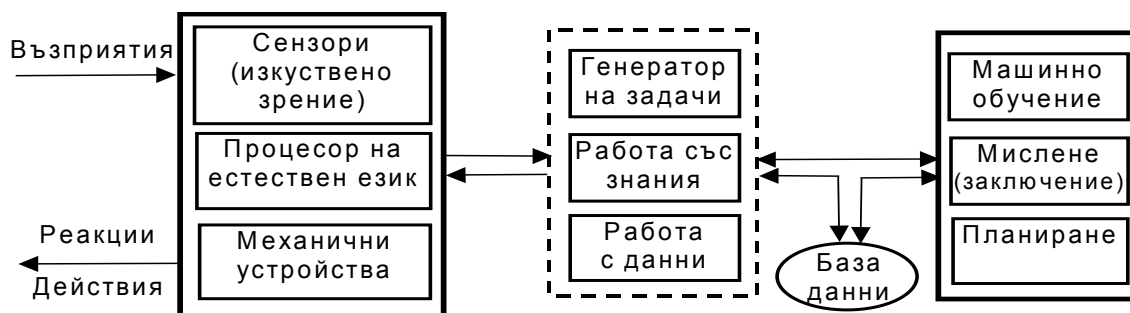 Възприятия
Сензори
(изкуствено
зрение)
Процесор на
естествен език
Механични
устройства
Реакции
Действия
Генератор
на задачи
Работа със
знания
Работа
с данни
База
данни
Машинно
обучение
Мислене
(заключение)
Планиране